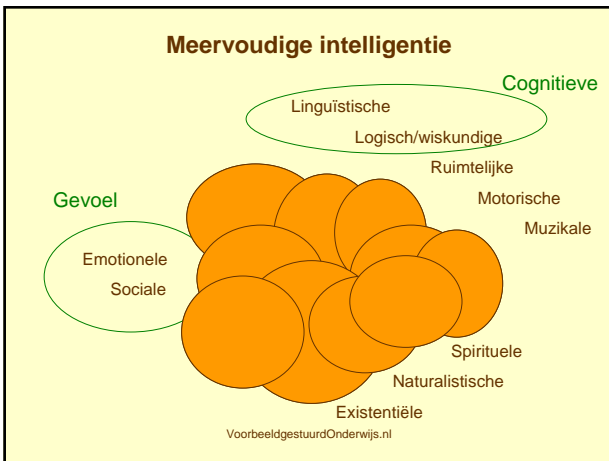 Meervoudige intelligentie
Cognitieve
Linguïstische
Logisch/wiskundige
Ruimtelijke
Motorische
Muzikale
Gevoel
Emotionele
Sociale
Spirituele
Naturalistische
Existentiële
VoorbeeldgestuurdOnderwijs.nl